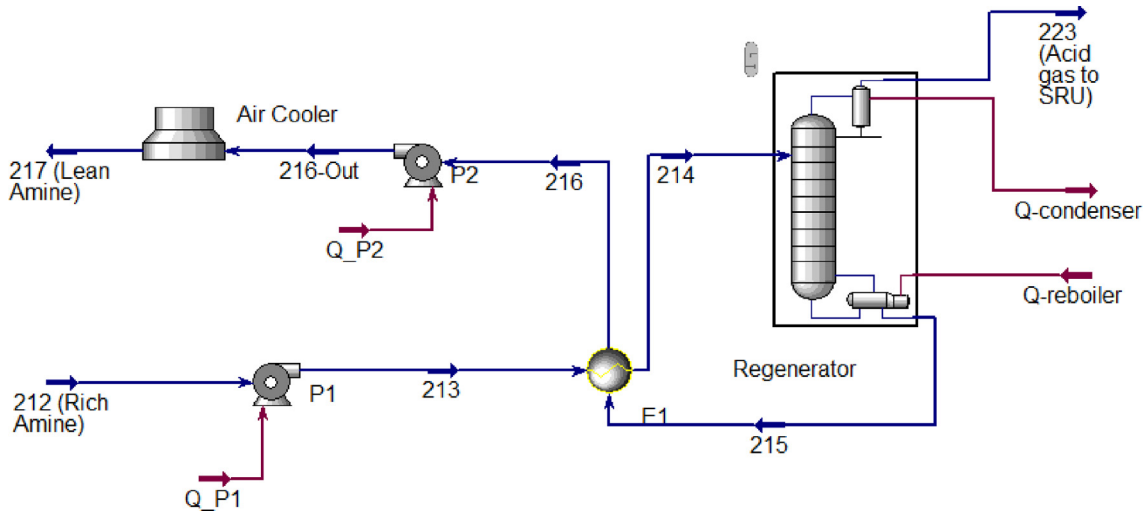 223
(Acid
gas to
SRU)
Air Cooler
217 (Lean
Amine)
216-Out
P2
216
214
Q-condenser
Q_P2
Q-reboiler
Regenerator
212 (Rich
Amine)
P1
213
E1
215
Q_P1